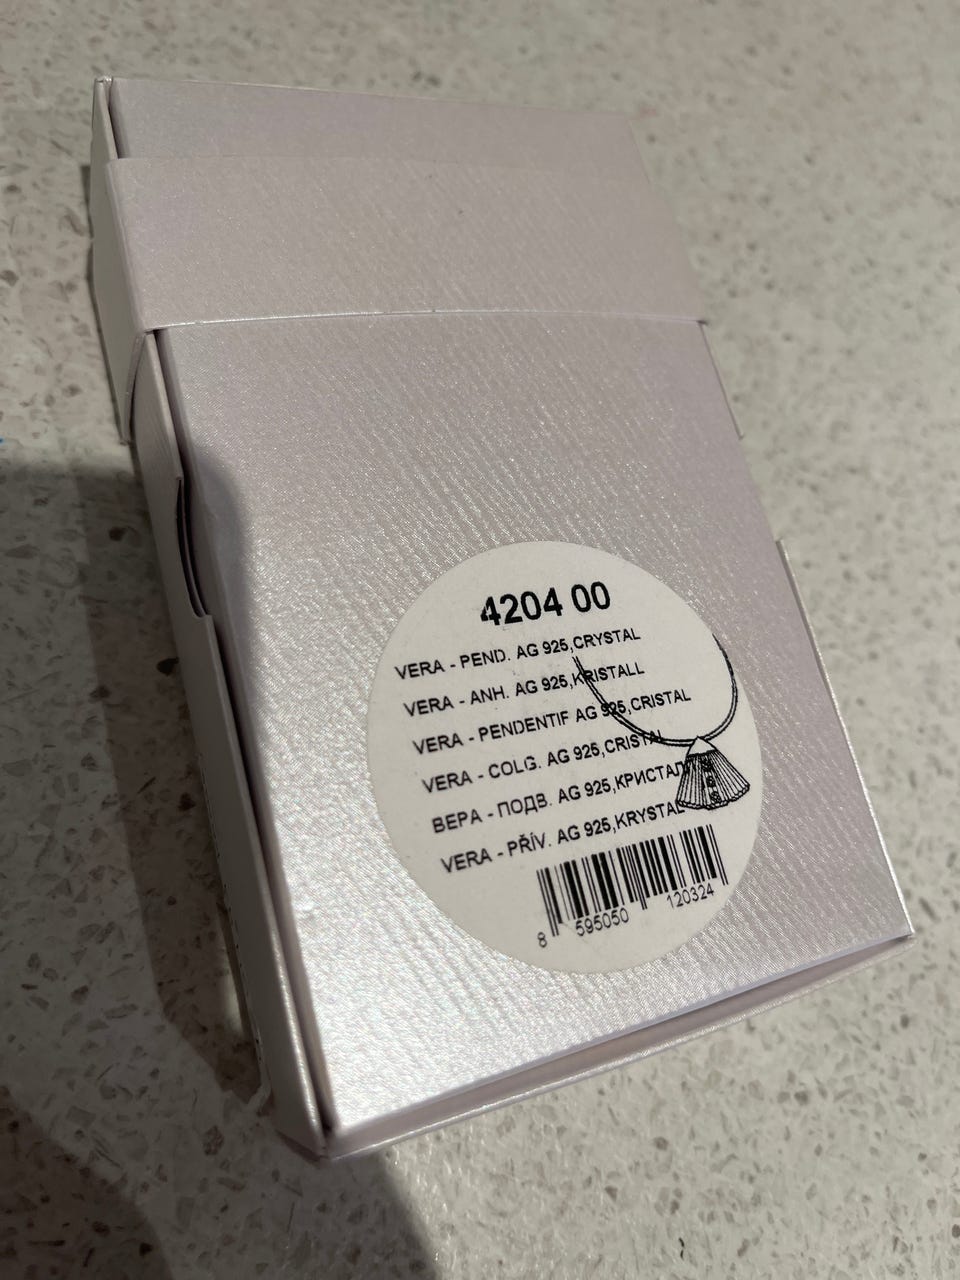 4204 00
VERA - PEND. AG 925,CRYSTAL
VERA - ANH. AG 925,KRISTALL
VERA - PENDENTIF AG 925,CRISTAL
VERA - COLG. AG 925,CRISTAL
ВЕРА - ПОДВ. AG 925,КРИСТАЛ
VERA - PŘÍV. AG 925,KRYSTAL
8 595050 120324